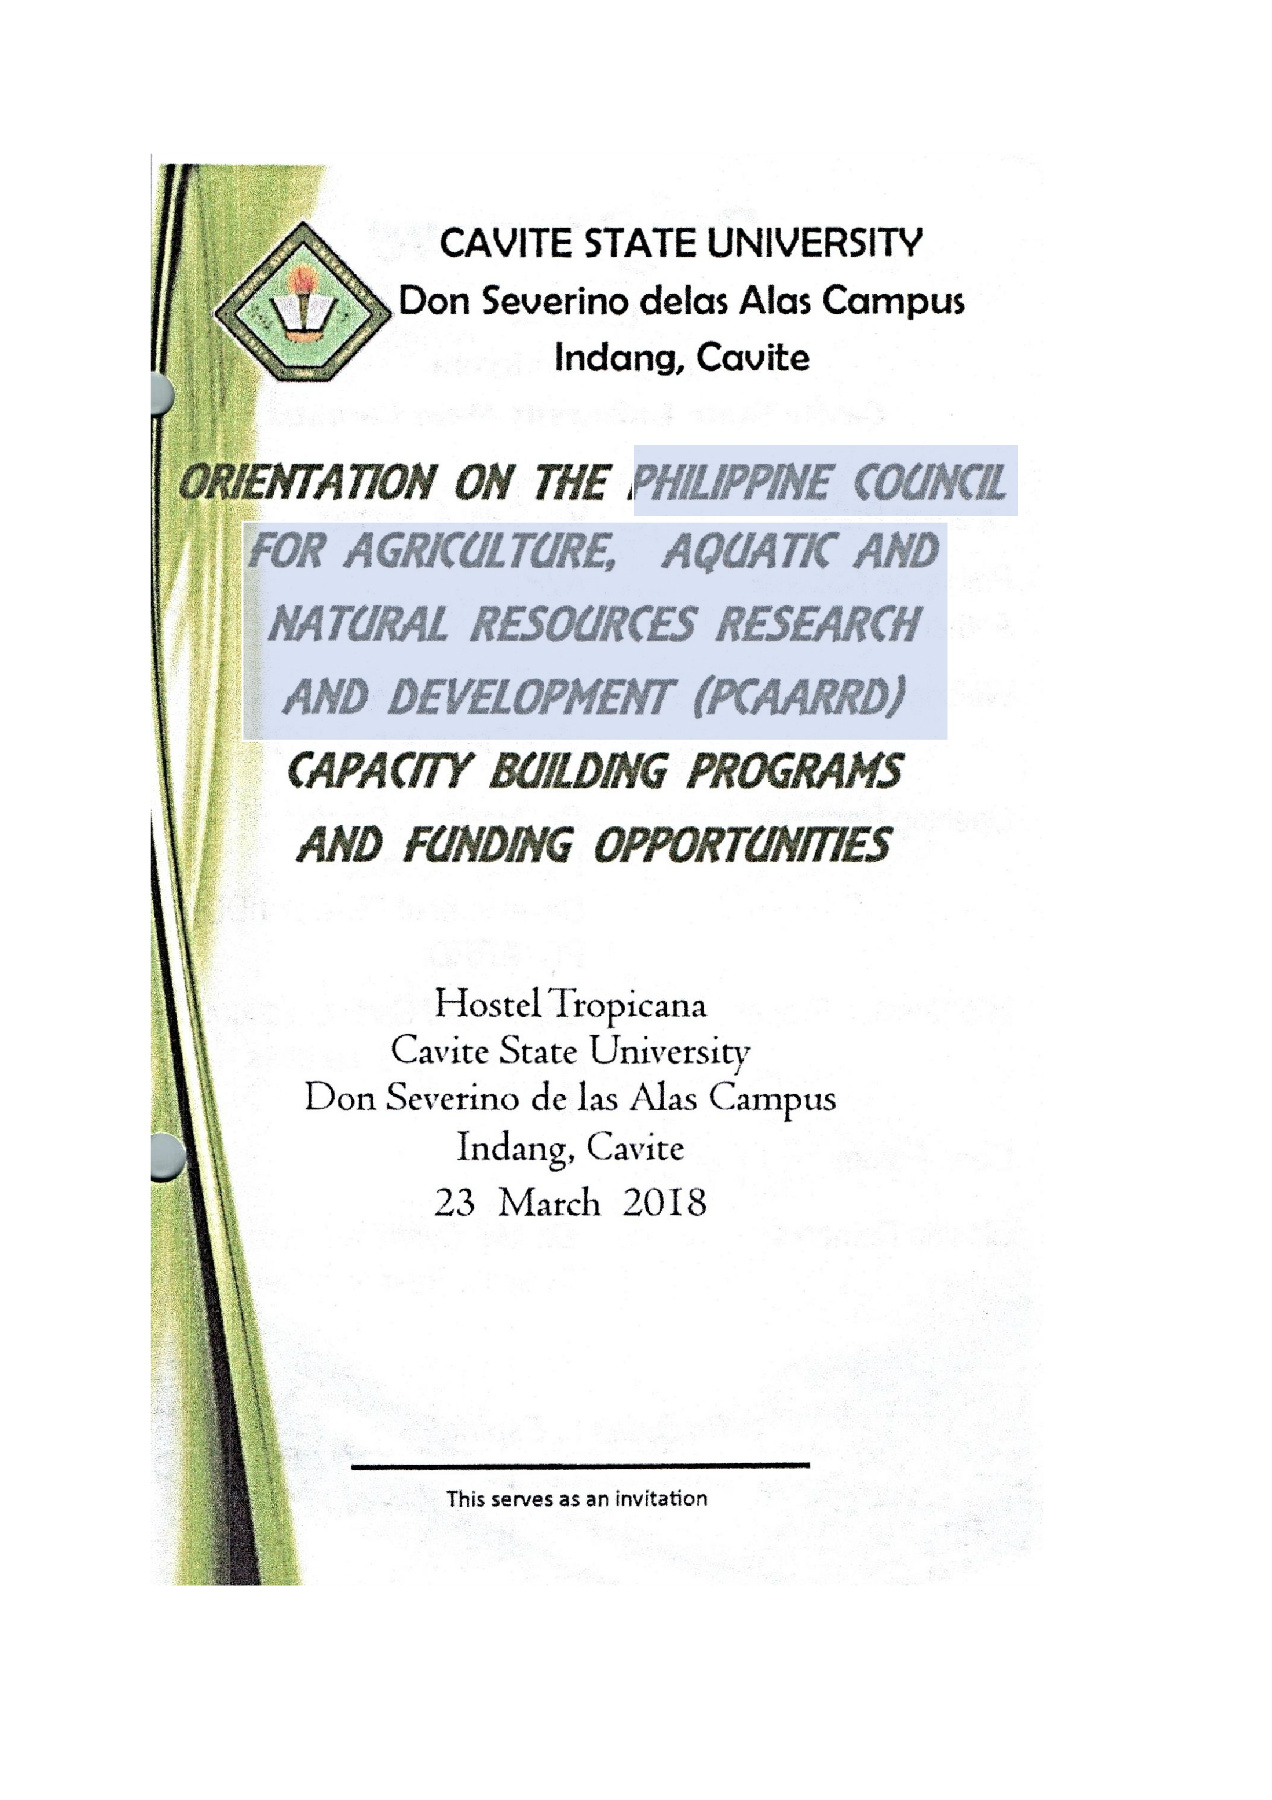 CAVITE STATE UNIVERSITY
Don Severino delas Alas Campus
Indang, Cavite
ORIENTATION ON THE PHILIPPINE COUNCIL
FOR AGRICULTURE, AQUATIC AND
NATURAL RESOURCES RESEARCH
AND DEVELOPMENT (PCAARRD)
CAPACITY BUILDING PROGRAMS
AND FUNDING OPPORTUNITIES
Hostel Tropicana
Cavite State University
Don Severino de las Alas Campus
Indang, Cavite
23 March 2018
This serves as an invitation